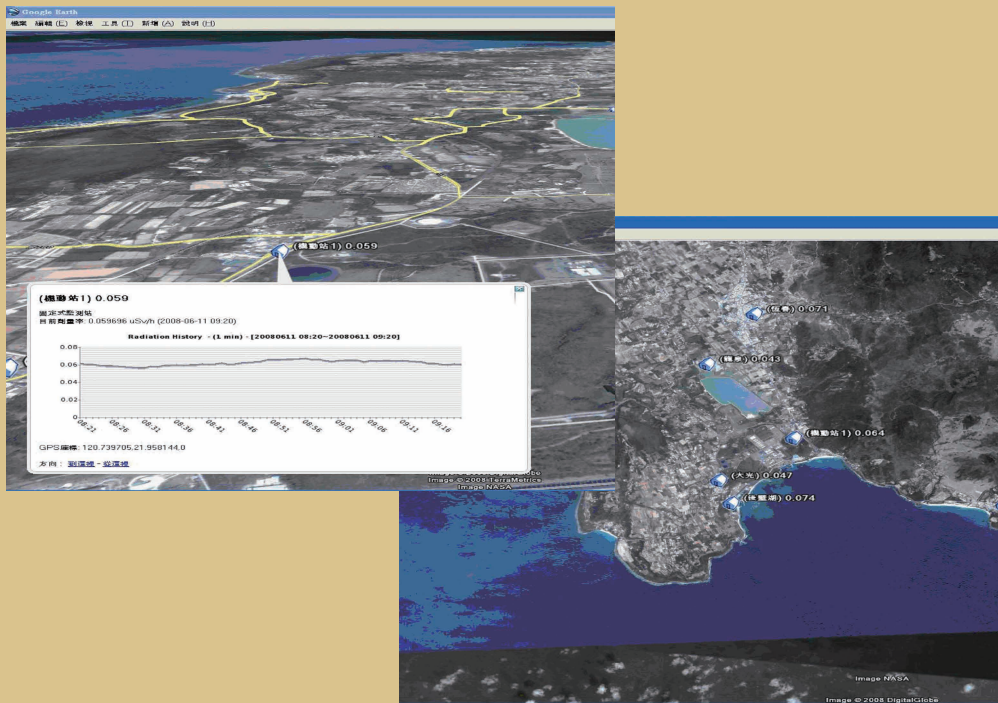 Google Earth
檔案 編輯(E) 檢視 工具(T) 新增(A) 說明(H)
(機動站1) 0.059
(機動站1) 0.059
固定式監測站
目前劑量率: 0.059696 uSv/h (2008-06-11 09:20)
Radiation History - (1 min) - [20080611 08:20~20080611 09:20]
0.08
0.06
0.04
0.02
0
08:21 08:26 08:31 08:36 08:41 08:46 08:51 08:56 09:01 09:06 09:11 09:16
GPS座標: 120.739705,21.958144,0
方向： 到這裡 - 從這裡
Image © 2008 TerraMetrics
Image NASA
(恆春) 0.071
0.043
(機動站1) 0.064
(大光) 0.047
(後壁湖) 0.074
Image NASA
Image © 2008 DigitalGlobe